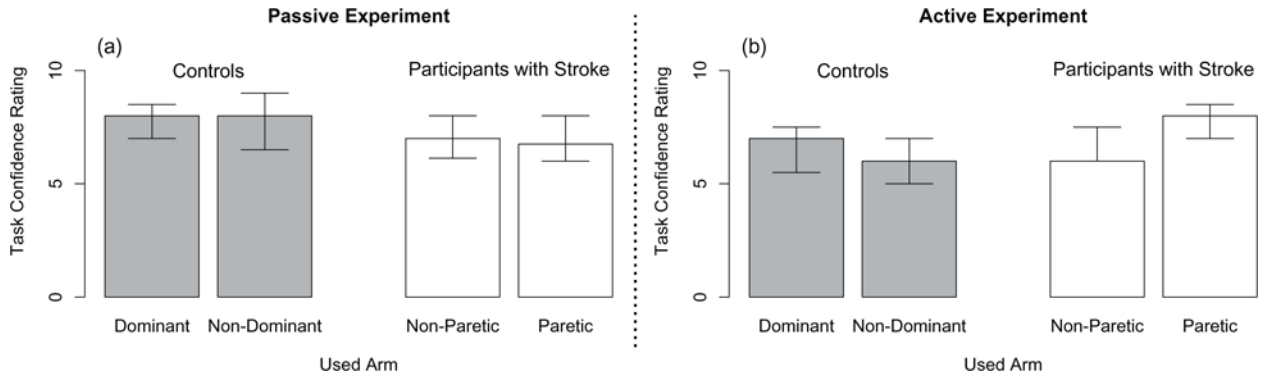 Passive Experiment
(a)
Controls
Participants with Stroke
Task Confidence Rating
10
5
0
Dominant
Non-Dominant
Non-Paretic
Paretic
Used Arm
Active Experiment
(b)
Controls
Participants with Stroke
Task Confidence Rating
10
5
0
Dominant
Non-Dominant
Non-Paretic
Paretic
Used Arm